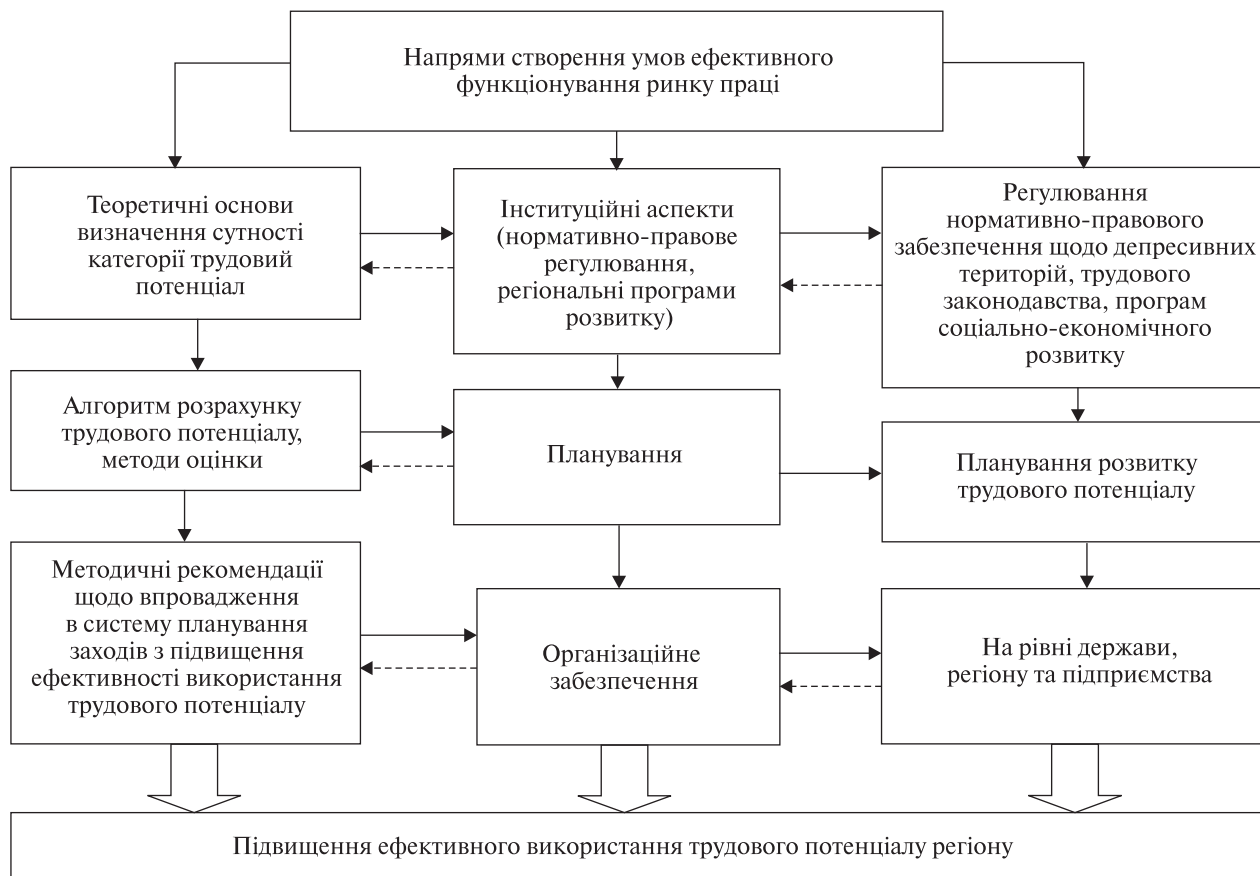 Напрями створення умов ефективного
функціонування ринку праці
Теоретичні основи
визначення сутності
категорії трудовий
потенціал
Інституційні аспекти
(нормативно-правове
регулювання,
регіональні програми
розвитку)
Регулювання
нормативно-правового
забезпечення щодо депресивних
територій, трудового
законодавства, програм
соціально-економічного
розвитку
Алгоритм розрахунку
трудового потенціалу,
методи оцінки
Планування
Планування розвитку
трудового потенціалу
Методичні рекомендації
щодо впровадження
в систему планування
заходів з підвищення
ефективності використання
трудового потенціалу
Організаційне
забезпечення
На рівні держави,
регіону та підприємства
Підвищення ефективного використання трудового потенціалу регіону